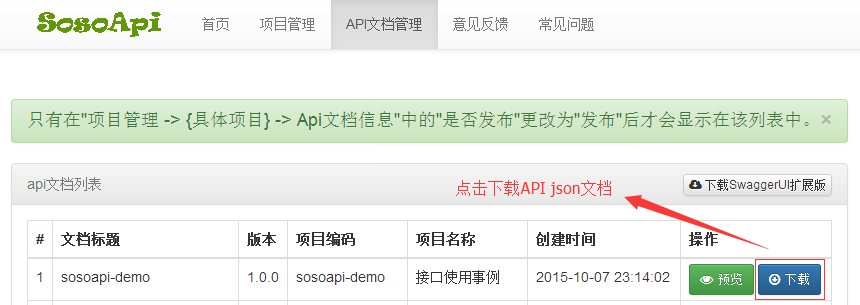 SosoApi 首页 项目管理 API文档管理 意见反馈 常见问题
只有在"项目管理 -> {具体项目} -> Api文档信息"中的"是否发布"更改为"发布"后才会显示在该列表中。 ×
api文档列表 点击下载API json文档 下载SwaggerUI扩展版
# 文档标题 版本 项目编码 项目名称 创建时间 操作
1 sosoapi-demo 1.0.0 sosoapi-demo 接口使用事例 2015-10-07 23:14:02 预览 下载